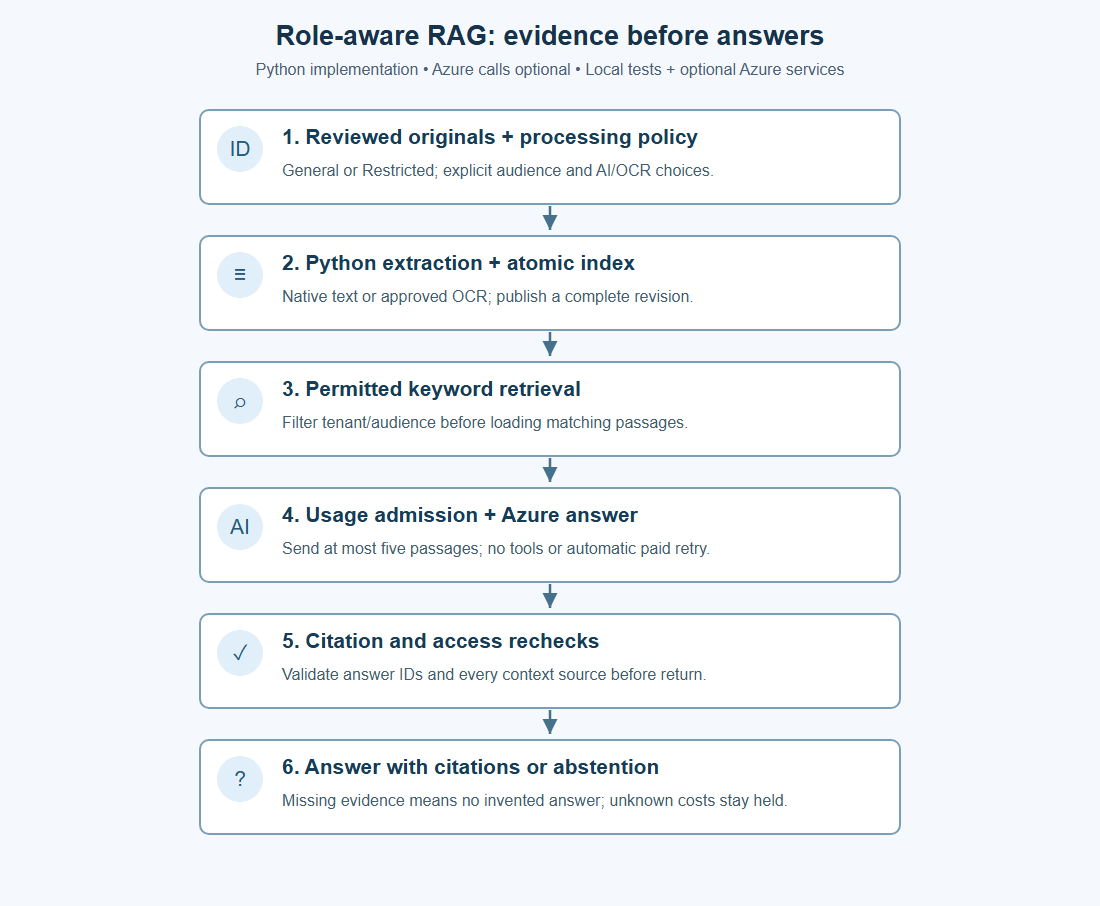 Role-aware RAG: evidence before answers
Python implementation • Azure calls optional • Local tests + optional Azure services
ID
1. Reviewed originals + processing policy
General or Restricted; explicit audience and AI/OCR choices.
2. Python extraction + atomic index
Native text or approved OCR; publish a complete revision.
3. Permitted keyword retrieval
Filter tenant/audience before loading matching passages.
AI
4. Usage admission + Azure answer
Send at most five passages; no tools or automatic paid retry.
✓
5. Citation and access rechecks
Validate answer IDs and every context source before return.
?
6. Answer with citations or abstention
Missing evidence means no invented answer; unknown costs stay held.